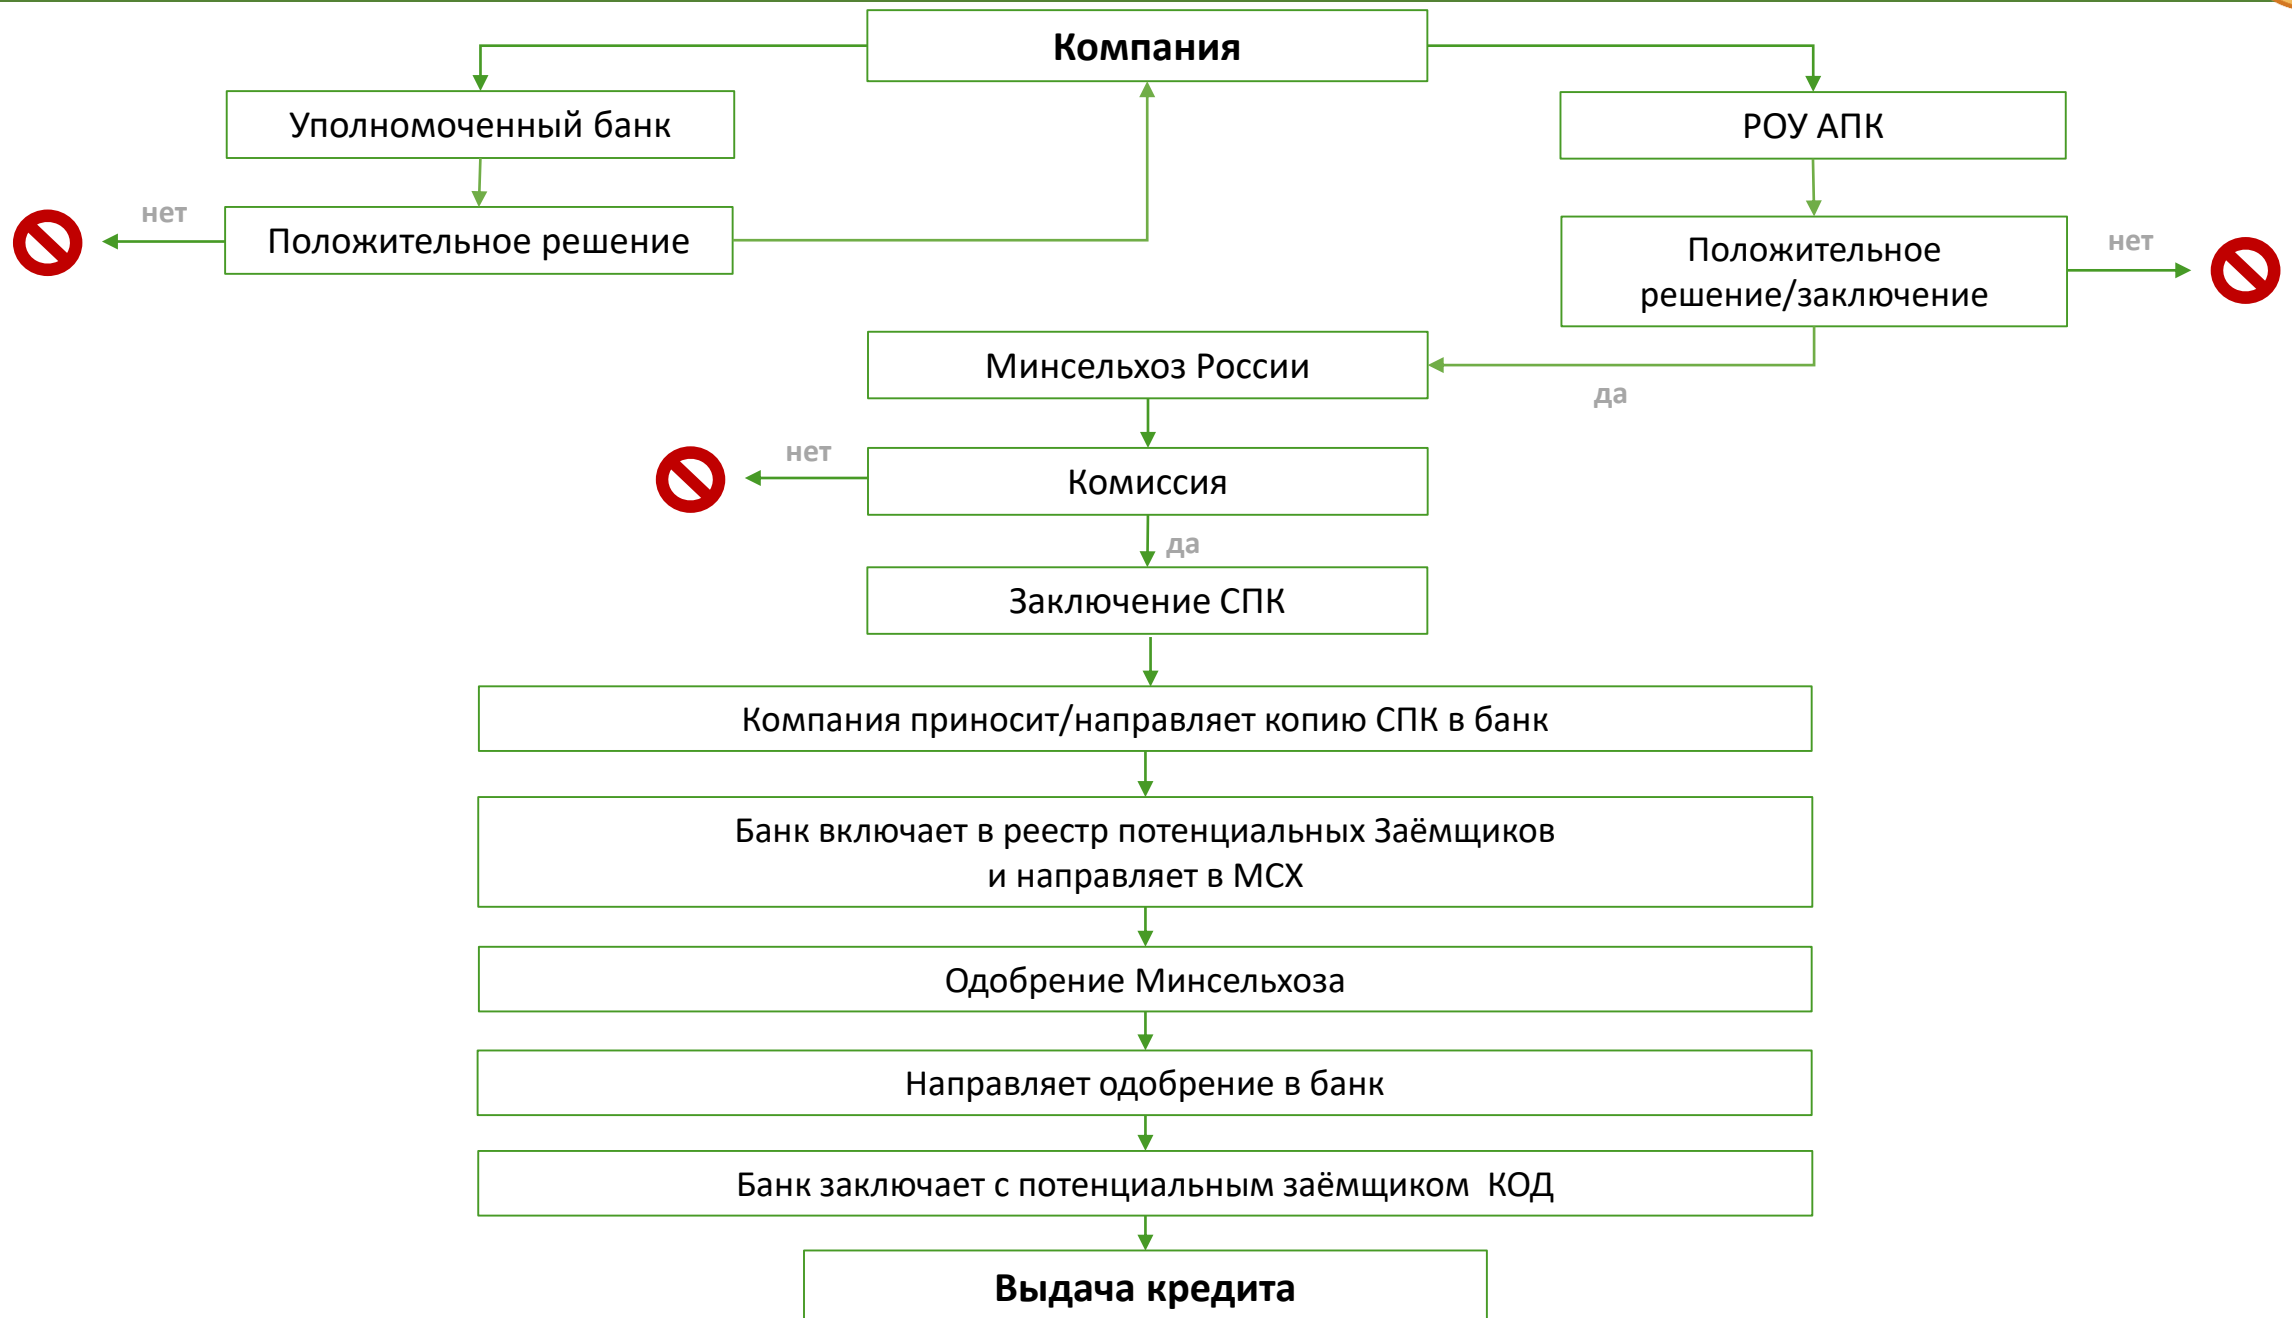 Компания
Уполномоченный банк
РОУ АПК
нет
Положительное решение
Положительное
решение/заключение
нет
Минсельхоз России
да
нет
Комиссия
да
Заключение СПК
Компания приносит/направляет копию СПК в банк
Банк включает в реестр потенциальных Заёмщиков
и направляет в МСХ
Одобрение Минсельхоза
Направляет одобрение в банк
Банк заключает с потенциальным заёмщиком КОД
Выдача кредита